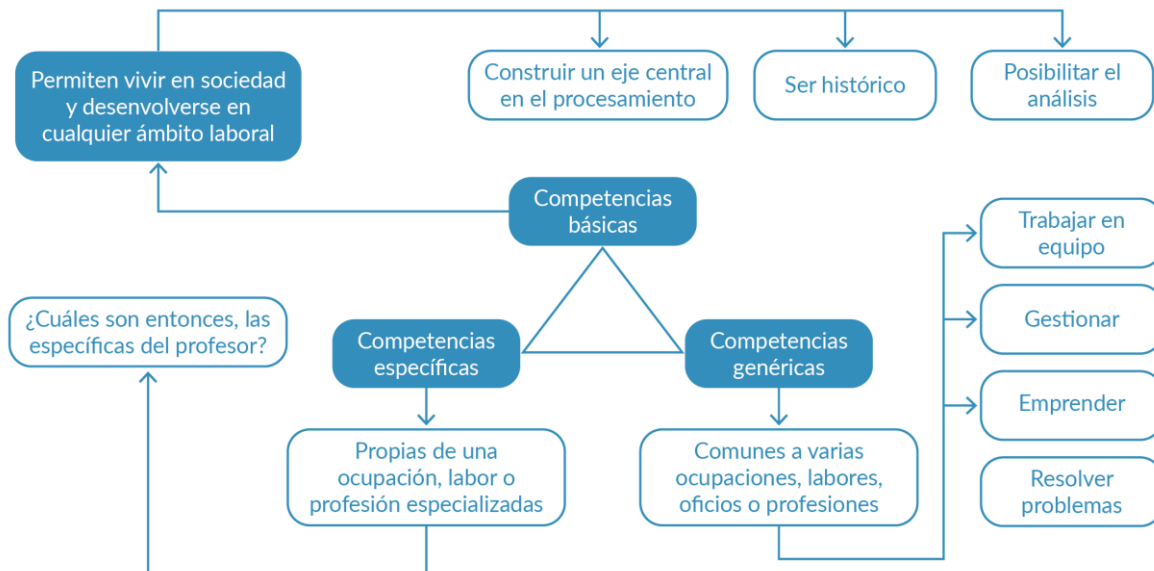 Permiten vivir en sociedad
y desenvolverse en
cualquier ámbito laboral
Construir un eje central
en el procesamiento
Ser histórico
Posibilitar el
análisis
Competencias
básicas
Trabajar en
equipo
¿Cuáles son entonces, las
específicas del profesor?
Competencias
específicas
Competencias
genéricas
Gestionar
Emprender
Propias de una
ocupación, labor o
profesión especializadas
Comunes a varias
ocupaciones, labores,
oficios o profesiones
Resolver
problemas